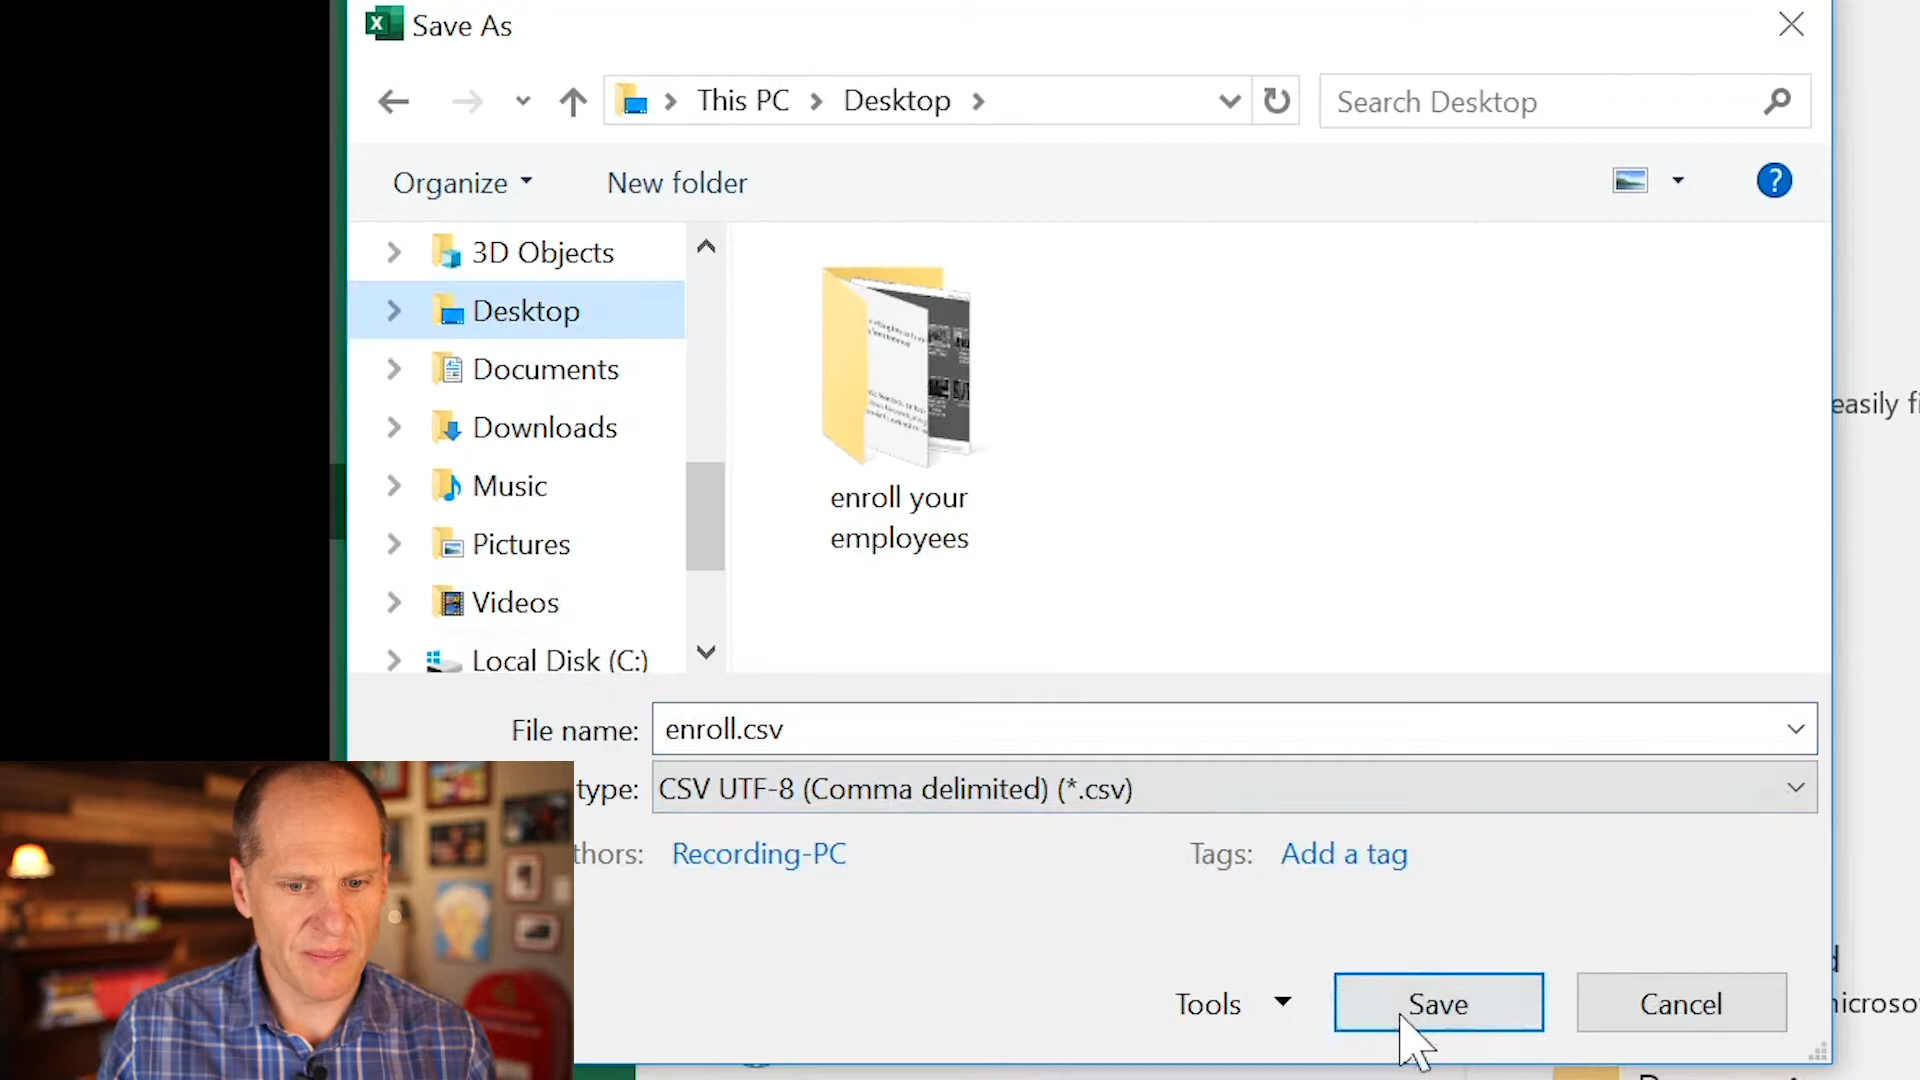 Save As
This PC
Desktop
Search Desktop
Organize
New folder
3D Objects
Desktop
Documents
Downloads
Music
Pictures
Videos
Local Disk (C:)
enroll your
employees
easily fi
File name:
enroll.csv
type:
CSV UTF-8 (Comma delimited) (*.csv)
thors:
Recording-PC
Tags:
Add a tag
Tools
Save
Cancel
microso